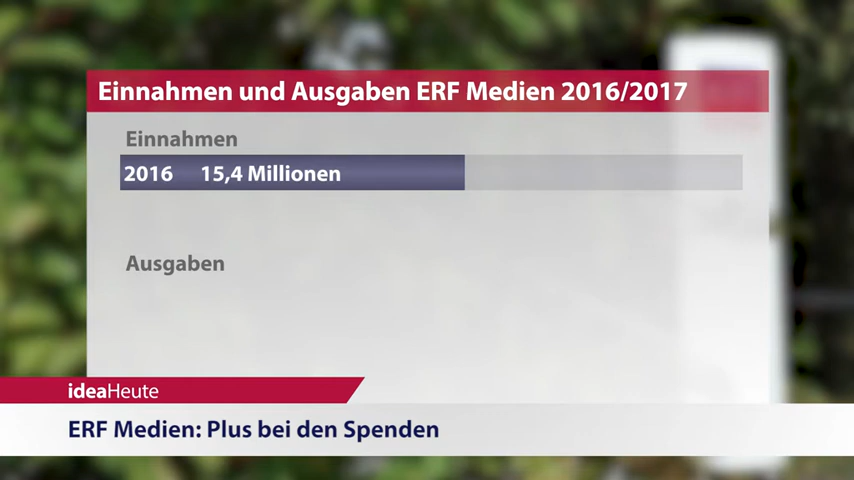 Einnahmen und Ausgaben ERF Medien 2016/2017
Einnahmen
2016 15,4 Millionen
Ausgaben
ideaHeute
ERF Medien: Plus bei den Spenden